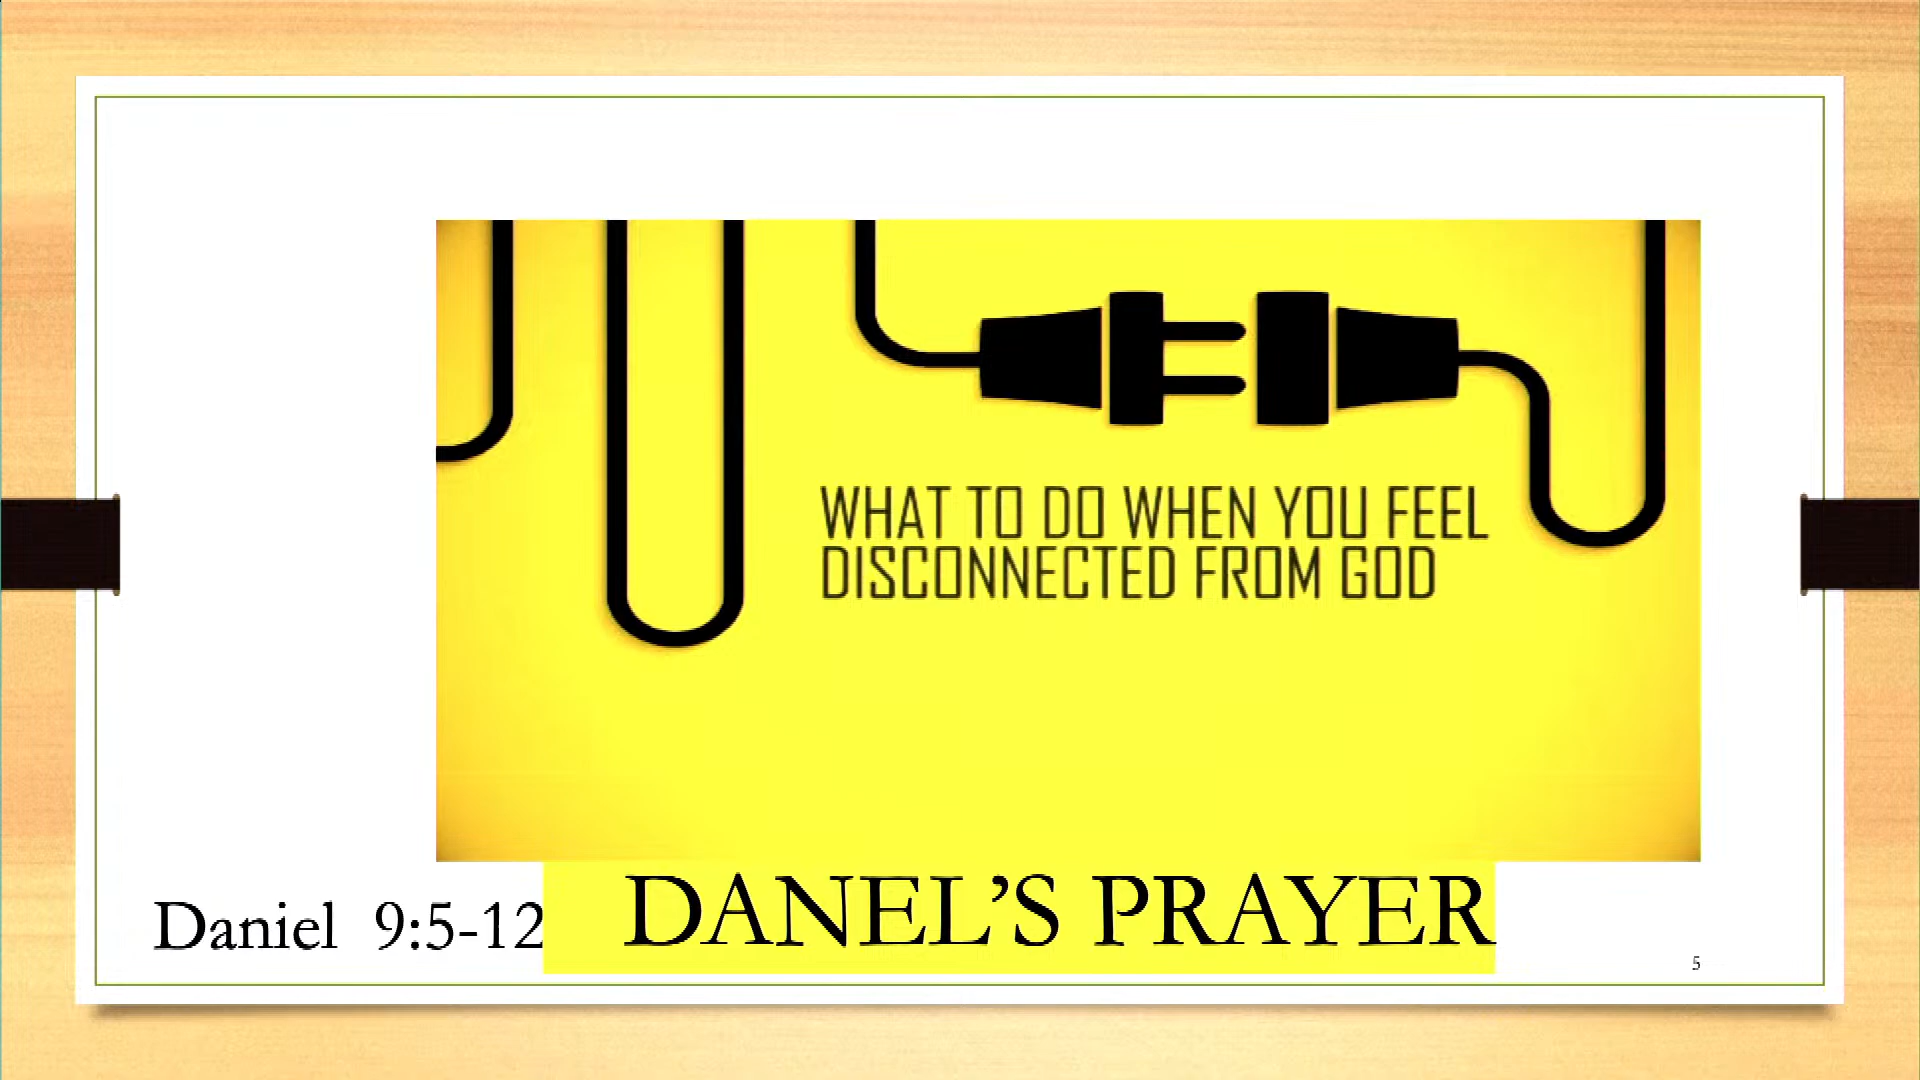 WHAT TO DO WHEN YOU FEEL
DISCONNECTED FROM GOD
Daniel 9:5-12 DANEL'S PRAYER
5